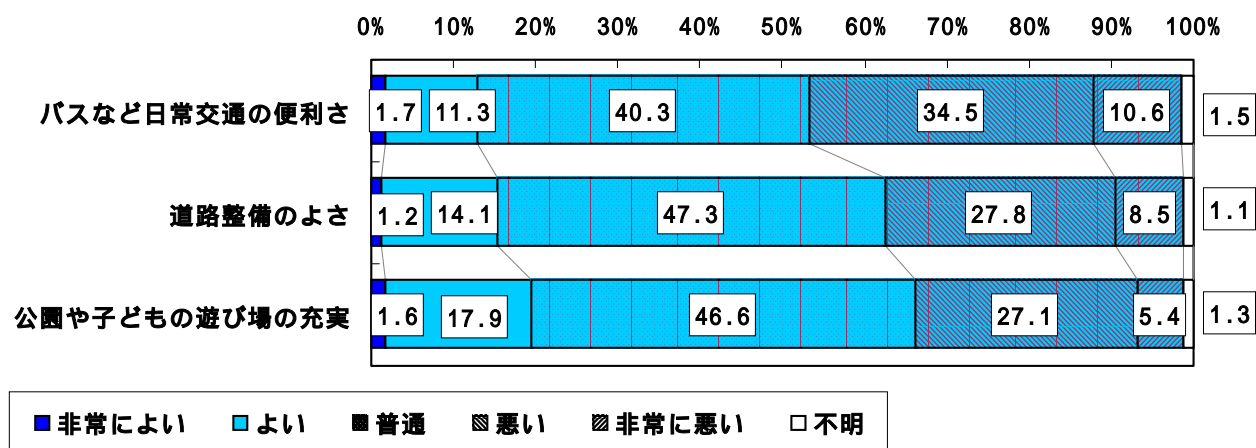 0% 10% 20% 30% 40% 50% 60% 70% 80% 90% 100%
バスなど日常交通の便利さ 1.7 11.3 40.3 34.5 10.6 1.5
道路整備のよさ 1.2 14.1 47.3 27.8 8.5 1.1
公園や子どもの遊び場の充実 1.6 17.9 46.6 27.1 5.4 1.3
非常によい よい 普通 悪い 非常に悪い 不明